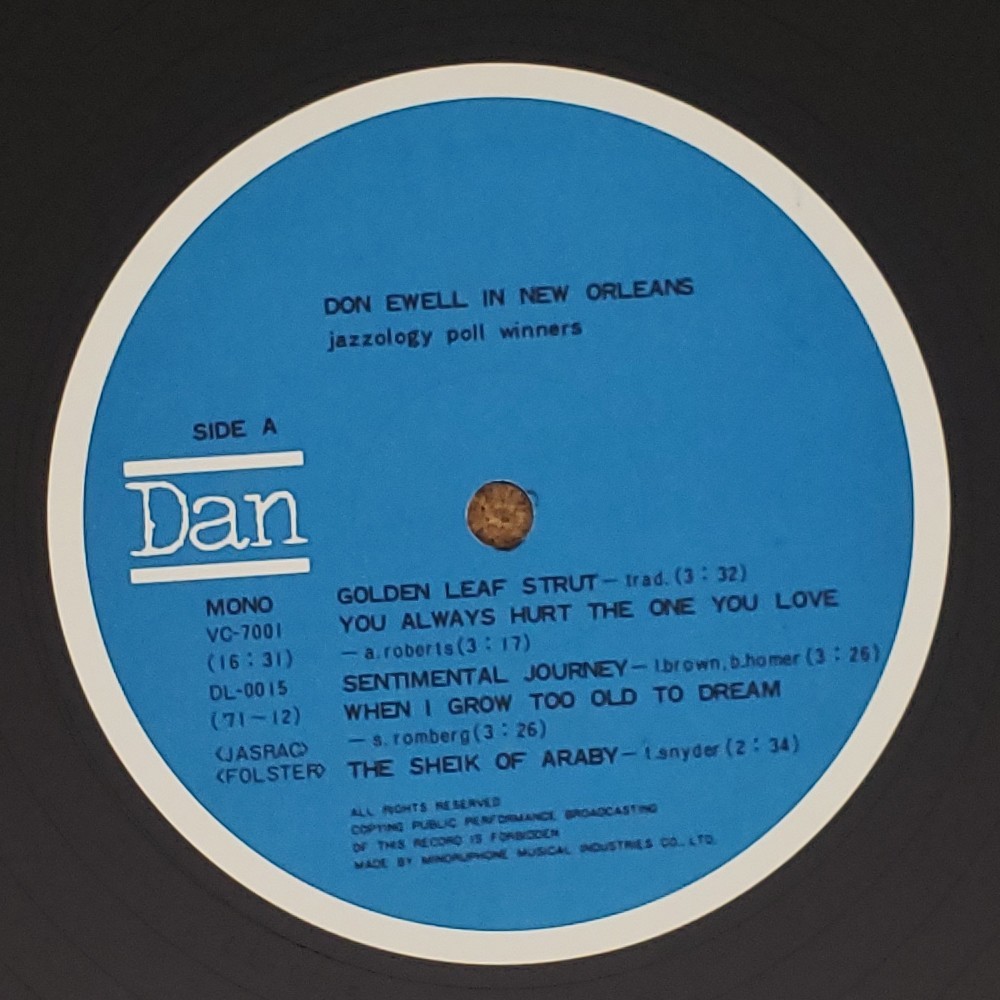 DON EWELL IN NEW ORLEANS
jazzology poll winners
SIDE A
Dan
MONO
VC-7001
(16:31)
DL-0015
('71-12)
<JASRAC>
<FOLSTER>
GOLDEN LEAF STRUT—trad. (3:32)
YOU ALWAYS HURT THE ONE YOU LOVE
—a.roberts(3:17)
SENTIMENTAL JOURNEY—l.brown,b.homer (3:26)
WHEN I GROW TOO OLD TO DREAM
—s.romberg(3:26)
THE SHEIK OF ARABY—t.snyder (2:34)
ALL RIGHTS RESERVED
COPYING PUBLIC PERFORMANCE BROADCASTING
OF THIS RECORD IS FORBIDDEN
MADE BY MINORUPHONE MUSICAL INDUSTRIES CO., LTD.